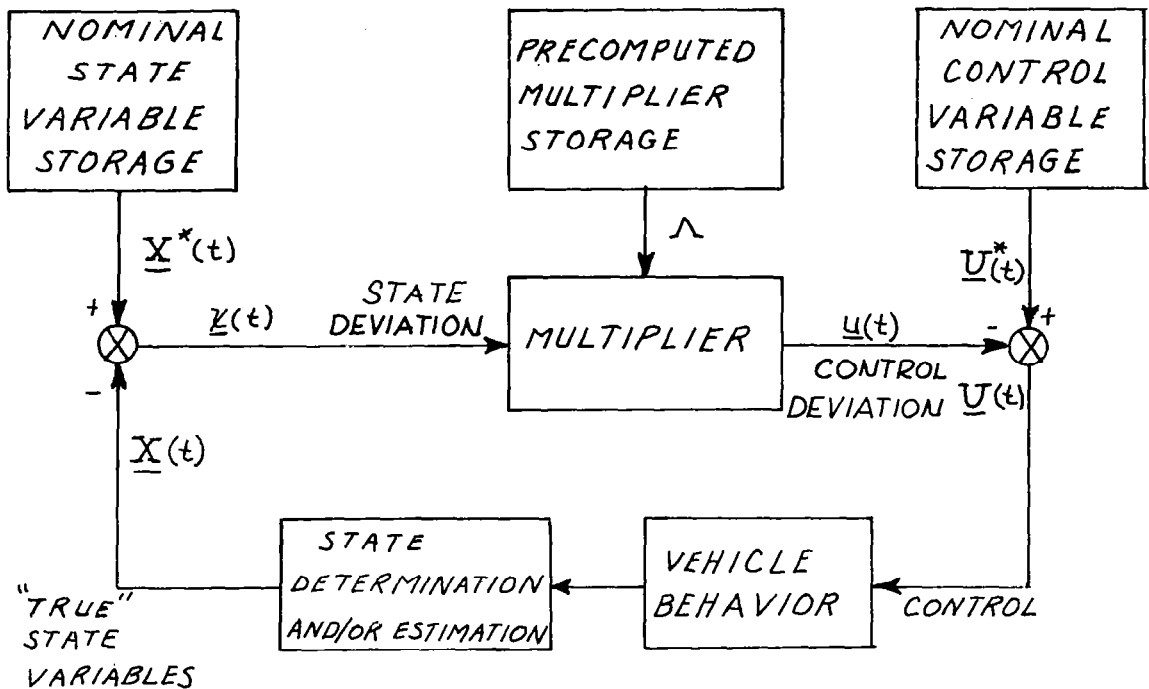 NOMINAL
STATE
VARIABLE
STORAGE
PRECOMPUTED
MULTIPLIER
STORAGE
NOMINAL
CONTROL
VARIABLE
STORAGE
X*(t)
Λ
U*(t)
+
-
x(t)
STATE
DEVIATION
MULTIPLIER
u(t)
CONTROL
DEVIATION
-
+
U(t)
X(t)
"TRUE"
STATE
VARIABLES
STATE
DETERMINATION
AND/OR ESTIMATION
VEHICLE
BEHAVIOR
CONTROL